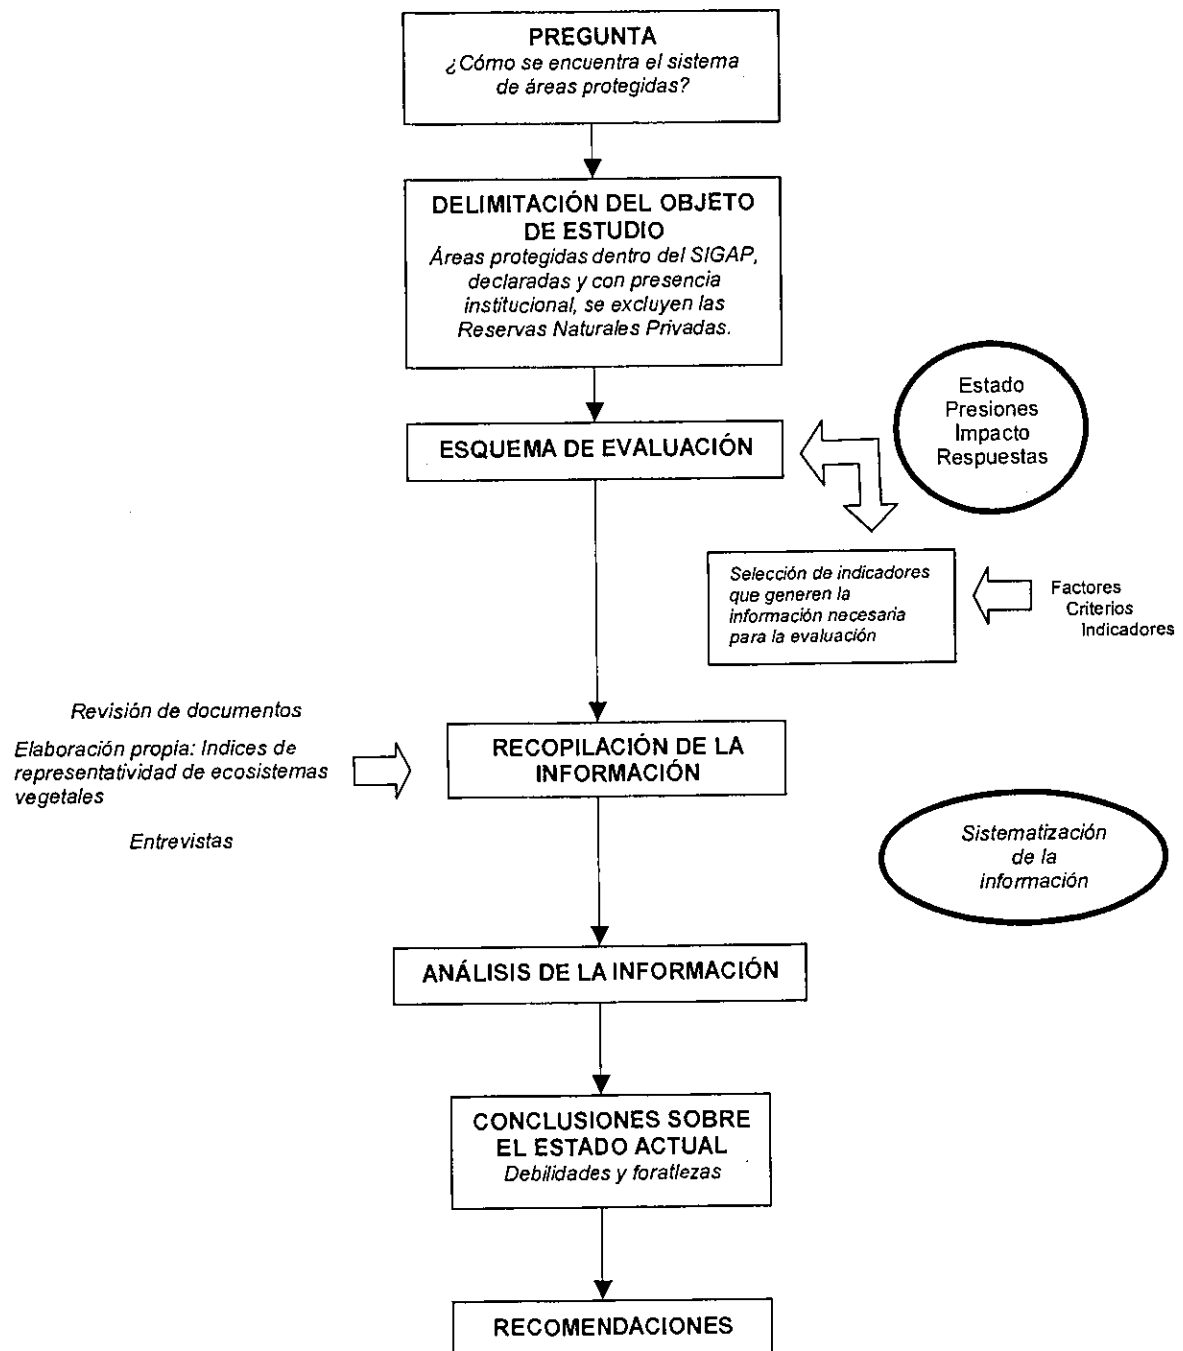 PREGUNTA
¿Cómo se encuentra el sistema
de áreas protegidas?
DELIMITACIÓN DEL OBJETO
DE ESTUDIO
Áreas protegidas dentro del SIGAP,
declaradas y con presencia
institucional, se excluyen las
Reservas Naturales Privadas.
ESQUEMA DE EVALUACIÓN
Estado
Presiones
Impacto
Respuestas
Selección de indicadores
que generen la
información necesaria
para la evaluación
Factores
Criterios
Indicadores
Revisión de documentos
Elaboración propia: Indices de
representatividad de ecosistemas
vegetales
Entrevistas
RECOPILACIÓN DE LA
INFORMACIÓN
Sistematización
de la
información
ANÁLISIS DE LA INFORMACIÓN
CONCLUSIONES SOBRE
EL ESTADO ACTUAL
Debilidades y foratlezas
RECOMENDACIONES